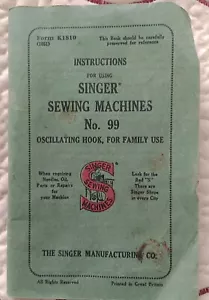 Form K1810
This Book should be carefully
preserved for reference
INSTRUCTIONS
FOR USING
SINGER*
SEWING MACHINES
No. 99
OSCILLATING HOOK, FOR FAMILY USE
When requiring
Needles, Oil,
Parts or Repairs
for
your Machine
SINGER
SEWING
MACHINES
Look for the
Red "S"
There are
Singer Shops
in every City
THE SINGER MANUFACTURING CO.
All Rights Reserved
Printed in Great Britain